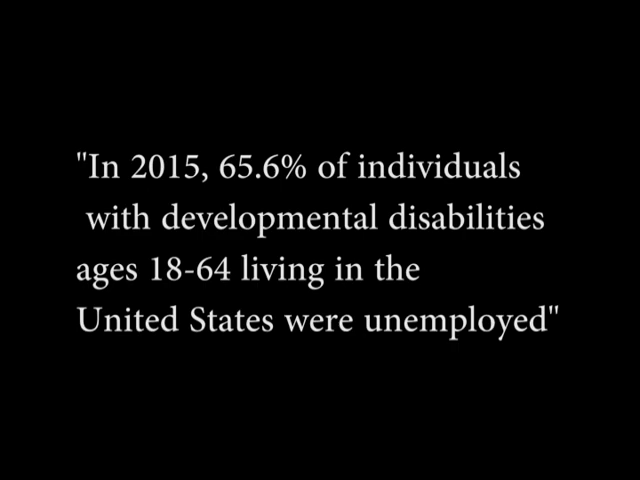 "In 2015, 65.6% of individuals
with developmental disabilities
ages 18-64 living in the
United States were unemployed"